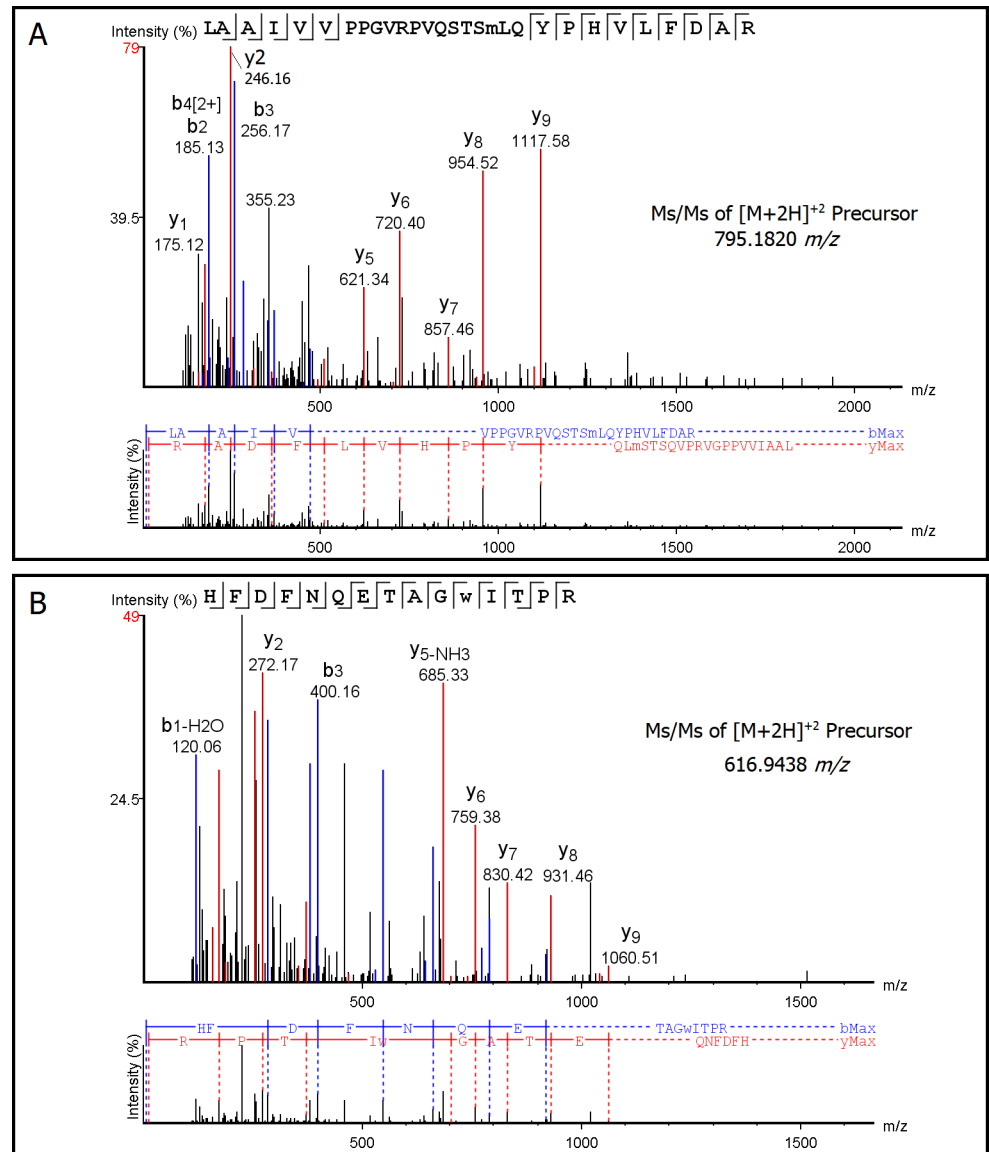 A
Intensity (%) LAAIVVPPGVRPVQSTSmLQYPHVLFDAR
79
y2
246.16
b4[2+]
b2
185.13
b3
256.17
y9
1117.58
y8
954.52
355.23
y6
720.40
Ms/Ms of [M+2H]+2 Precursor
795.1820 m/z
39.5
y1
175.12
y5
621.34
y7
857.46
m/z
500 1000 1500 2000
LA A I V VPPGVRPVQSTSmLQYPHVLFDAR bMax
R A D F L V H P Y QLmSTSQVPRVGPPVVIAAL yMax
Intensity (%)
m/z
500 1000 1500 2000
B
Intensity (%) HFDFNQETAGwITPR
49
y2
272.17
b3
400.16
y5-NH3
685.33
b1-H2O
120.06
Ms/Ms of [M+2H]+2 Precursor
616.9438 m/z
24.5
y6
759.38
y7
830.42
y8
931.46
y9
1060.51
m/z
500 1000 1500
HF D F N Q E TAGwITPR bMax
R P T Iw G A T E QNFDFH yMax
Intensity (%)
m/z
500 1000 1500